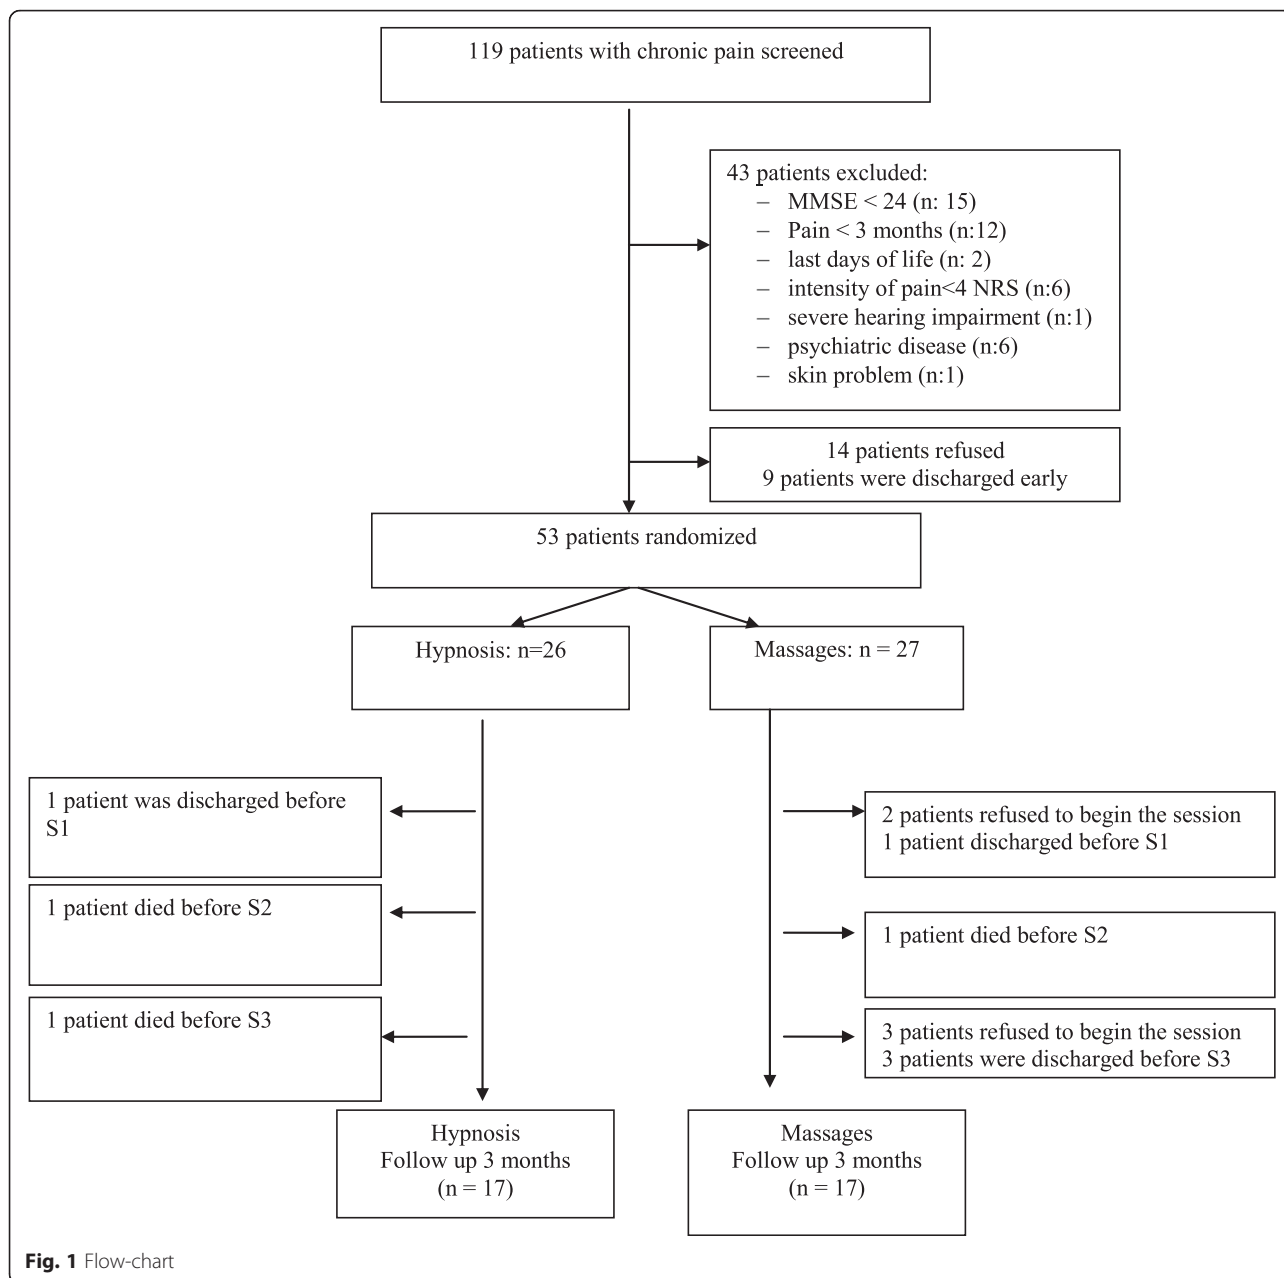 119 patients with chronic pain screened
43 patients excluded:
– MMSE < 24 (n: 15)
– Pain < 3 months (n:12)
– last days of life (n: 2)
– intensity of pain<4 NRS (n:6)
– severe hearing impairment (n:1)
– psychiatric disease (n:6)
– skin problem (n:1)
14 patients refused
9 patients were discharged early
53 patients randomized
Hypnosis: n=26
Massages: n = 27
1 patient was discharged before
S1
2 patients refused to begin the session
1 patient discharged before S1
1 patient died before S2
1 patient died before S2
1 patient died before S3
3 patients refused to begin the session
3 patients were discharged before S3
Hypnosis
Follow up 3 months
(n = 17)
Massages
Follow up 3 months
(n = 17)
Fig. 1 Flow-chart